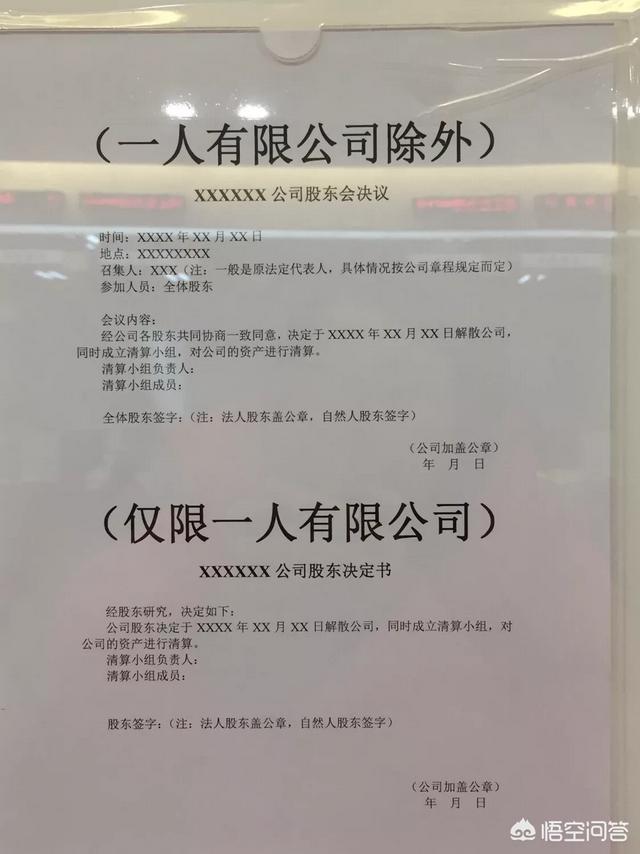 （一人有限公司除外）
XXXXXX 公司股东会决议
时间：XXXX 年 XX 月 XX 日
地点：XXXXXXXX
召集人：XXX（注：一般是原法定代表人，具体情况按公司章程规定而定）
参加人员：全体股东
会议内容：
经公司各股东共同协商一致同意，决定于 XXXX 年 XX 月 XX 日解散公司，
同时成立清算小组，对公司的资产进行清算。
清算小组负责人：
清算小组成员：
全体股东签字：（注：法人股东盖公章，自然人股东签字）
（公司加盖公章）
年 月 日
（仅限一人有限公司）
XXXXXX 公司股东决定书
经股东研究，决定如下：
公司股东决定于 XXXX 年 XX 月 XX 日解散公司，同时成立清算小组，对
公司的资产进行清算。
清算小组负责人：
清算小组成员：
股东签字：（注：法人股东盖公章，自然人股东签字）
（公司加盖公章）
年 月 日
悟空问答